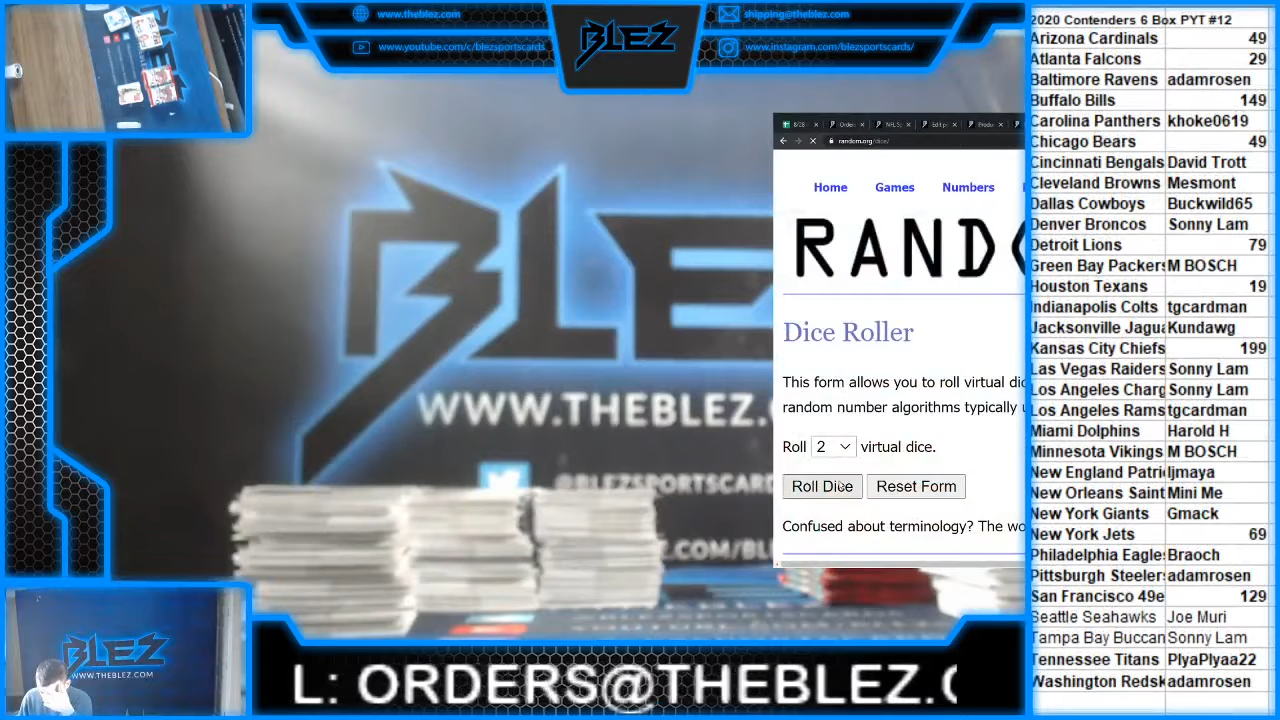 www.theblez.com
shipping@theblez.com
www.youtube.com/c/blezsportscards
www.instagram.com/blezsportscards/
BLEZ
BLE
WWW.THEBLEZ.
@BLEZSPORTSCARD
random.org/dice/
Home Games Numbers
RANDO
Dice Roller
This form allows you to roll virtual dic
random number algorithms typically u
Roll 2 virtual dice.
Roll Dice Reset Form
Confused about terminology? The wo
BLEZ
WWW.THEBLEZ.COM
L: ORDERS@THEBLEZ.C
2020 Contenders 6 Box PYT #12
Arizona Cardinals 49
Atlanta Falcons 29
Baltimore Ravens adamrosen
Buffalo Bills 149
Carolina Panthers khoke0619
Chicago Bears 49
Cincinnati Bengals David Trott
Cleveland Browns Mesmont
Dallas Cowboys Buckwild65
Denver Broncos Sonny Lam
Detroit Lions 79
Green Bay Packers M BOSCH
Houston Texans 19
Indianapolis Colts tgcardman
Jacksonville Jagua Kundawg
Kansas City Chiefs 199
Las Vegas Raiders Sonny Lam
Los Angeles Charg Sonny Lam
Los Angeles Rams tgcardman
Miami Dolphins Harold H
Minnesota Vikings M BOSCH
New England Patri ljmaya
New Orleans Saint Mini Me
New York Giants Gmack
New York Jets 69
Philadelphia Eagles Braoch
Pittsburgh Steelers adamrosen
San Francisco 49e 129
Seattle Seahawks Joe Muri
Tampa Bay Buccan Sonny Lam
Tennessee Titans PlyaPlyaa22
Washington Redsk adamrosen